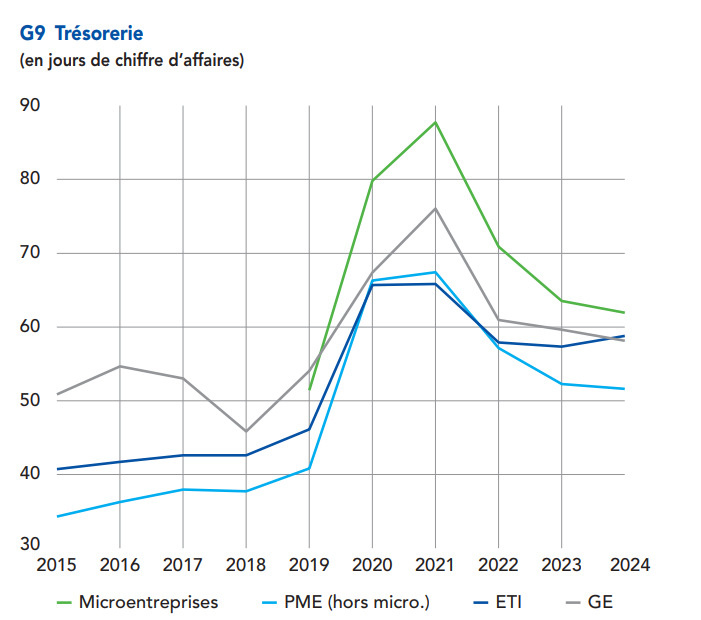 G9 Trésorerie
(en jours de chiffre d’affaires)
90
80
70
60
50
40
30
2015 2016 2017 2018 2019 2020 2021 2022 2023 2024
Microentreprises PME (hors micro.) ETI GE